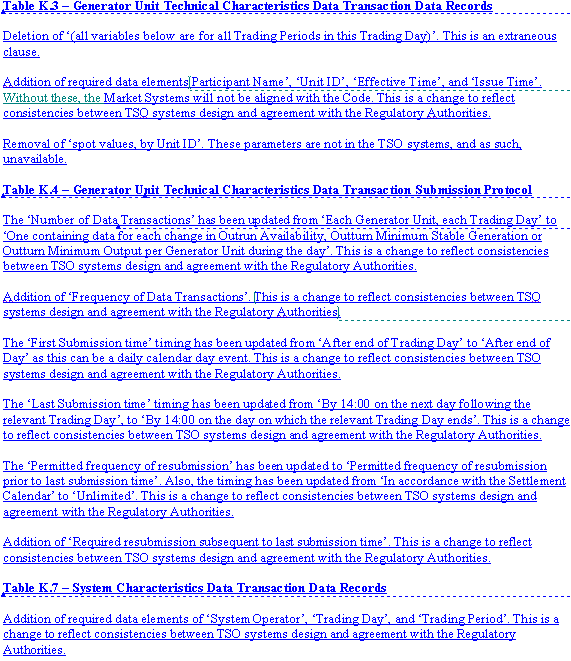 Table K.3 – Generator Unit Technical Characteristics Data Transaction Data Records
Deletion of ‘(all variables below are for all Trading Periods in this Trading Day)’. This is an extraneous
clause.
Addition of required data elements‘Participant Name’, ‘Unit ID’, ‘Effective Time’, and ‘Issue Time’.
Without these, the Market Systems will not be aligned with the Code. This is a change to reflect
consistencies between TSO systems design and agreement with the Regulatory Authorities.
Removal of ‘spot values, by Unit ID’. These parameters are not in the TSO systems, and as such,
unavailable.
Table K.4 – Generator Unit Technical Characteristics Data Transaction Submission Protocol
The ‘Number of Data Transactions’ has been updated from ‘Each Generator Unit, each Trading Day’ to
‘One containing data for each change in Outrun Availability, Outturn Minimum Stable Generation or
Outturn Minimum Output per Generator Unit during the day’. This is a change to reflect consistencies
between TSO systems design and agreement with the Regulatory Authorities.
Addition of ‘Frequency of Data Transactions’. This is a change to reflect consistencies between TSO
systems design and agreement with the Regulatory Authorities.
The ‘First Submission time’ timing has been updated from ‘After end of Trading Day’ to ‘After end of
Day’ as this can be a daily calendar day event. This is a change to reflect consistencies between TSO
systems design and agreement with the Regulatory Authorities.
The ‘Last Submission time’ timing has been updated from ‘By 14:00 on the next day following the
relevant Trading Day’, to ‘By 14:00 on the day on which the relevant Trading Day ends’. This is a change
to reflect consistencies between TSO systems design and agreement with the Regulatory Authorities.
The ‘Permitted frequency of resubmission’ has been updated to ‘Permitted frequency of resubmission
prior to last submission time’. Also, the timing has been updated from ‘In accordance with the Settlement
Calendar’ to ‘Unlimited’. This is a change to reflect consistencies between TSO systems design and
agreement with the Regulatory Authorities.
Addition of ‘Required resubmission subsequent to last submission time’. This is a change to reflect
consistencies between TSO systems design and agreement with the Regulatory Authorities.
Table K.7 – System Characteristics Data Transaction Data Records
Addition of required data elements of ‘System Operator’, ‘Trading Day’, and ‘Trading Period’. This is a
change to reflect consistencies between TSO systems design and agreement with the Regulatory
Authorities.